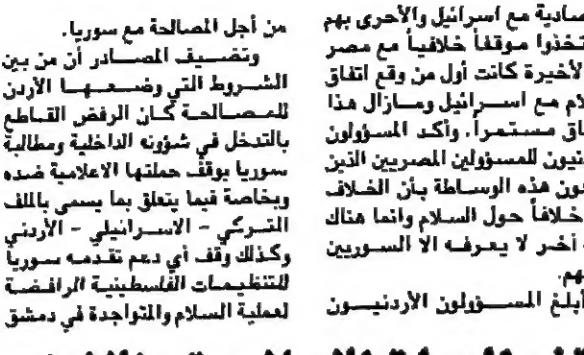 صادية مع اسرائيل والأحرى بهم
تخذوا موقفاً خلافياً مع مصر
لأخيرة كانت أول من وقع اتفاق
لام مع اسرائيل ومازال هذا
اق مستمراً. وأكد المسؤولون
نيون للمسؤولين المصريين الذين
ون هذه الوساطة بأن الخلاف
خلافاً حول السلام وانما هناك
أخر لا يعرفه الا السوريين
هم.
أبلغ المسؤولون الأردنيون
من أجل المصالحة مع سوريا.
وتضيف المصادر أن من بين
الشروط التي وضعها الأردن
للمصالحة كان الرفض القاطع
بالتدخل في شؤونه الداخلية ومطالبة
سوريا بوقف حملتها الاعلامية ضده
وبخاصة فيما يتعلق بما يسمى بالملف
التركي - الاسرائيلي - الأردني
وكذلك وقف أي دعم تقدمه سوريا
للتنظيمات الفلسطينية الرافضة
لعملية السلام والمتواجدة في دمشق